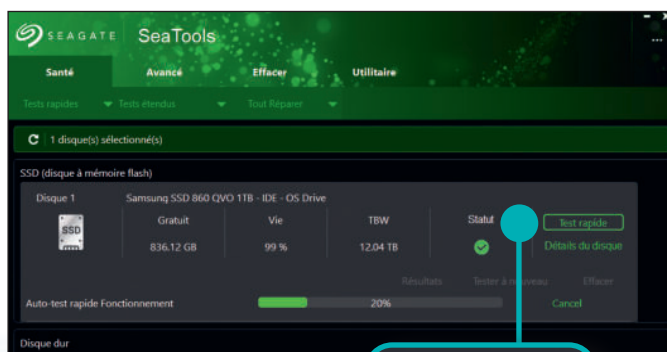 SEAGATE SeaTools
Santé Avancé Effacer Utilitaire
Tests rapides Tests étendus Tout Réparer
1 disque(s) sélectionné(s)
SSD (disque à mémoire flash)
Disque 1 Samsung SSD 860 QVO 1TB - IDE - OS Drive
SSD
Gratuit Vie TBW Statut Test rapide
836.12 GB 99 % 12.04 TB Détails du disque
Résultats Tester à nouveau Effacer
Auto-test rapide Fonctionnement 20% Cancel
Disque dur